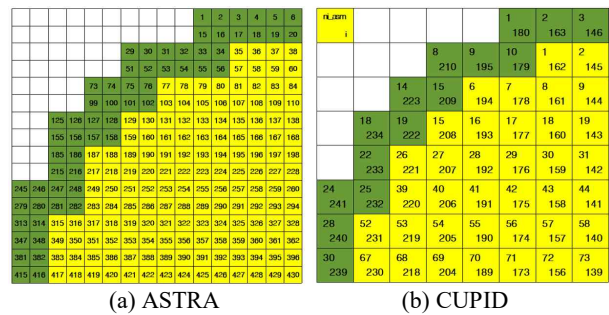 1 2 3 4 5 6
15 16 17 18 19 20
29 30 31 32 33 34 35 36 37 38
51 52 53 54 55 56 57 58 59 60
73 74 75 76 77 78 79 80 81 82 83 84
99 100 101 102 103 104 105 106 107 108 109 110
125 126 127 128 129 130 131 132 133 134 135 136 137 138
155 156 157 158 159 160 161 162 163 164 165 166 167 168
185 186 187 188 189 190 191 192 193 194 195 196 197 198
215 216 217 218 219 220 221 222 223 224 225 226 227 228
245 246 247 248 249 250 251 252 253 254 255 256 257 258 259 260
279 280 281 282 283 284 285 286 287 288 289 290 291 292 293 294
313 314 315 316 317 318 319 320 321 322 323 324 325 326 327 328
347 348 349 350 351 352 353 354 355 356 357 358 359 360 361 362
381 382 383 384 385 386 387 388 389 390 391 392 393 394 395 396
415 416 417 418 419 420 421 422 423 424 425 426 427 428 429 430
(a) ASTRA
ni_asm 1 2 3
i 180 163 146
8 9 10 1 2
210 195 179 162 145
14 15 6 7 8 9
223 209 194 178 161 144
18 19 15 16 17 18 19
234 222 208 193 177 160 143
22 26 27 28 29 30 31
233 221 207 192 176 159 142
24 25 39 40 41 42 43 44
241 232 220 206 191 175 158 141
28 52 53 54 55 56 57 58
240 231 219 205 190 174 157 140
30 67 68 69 70 71 72 73
239 230 218 204 189 173 156 139
(b) CUPID